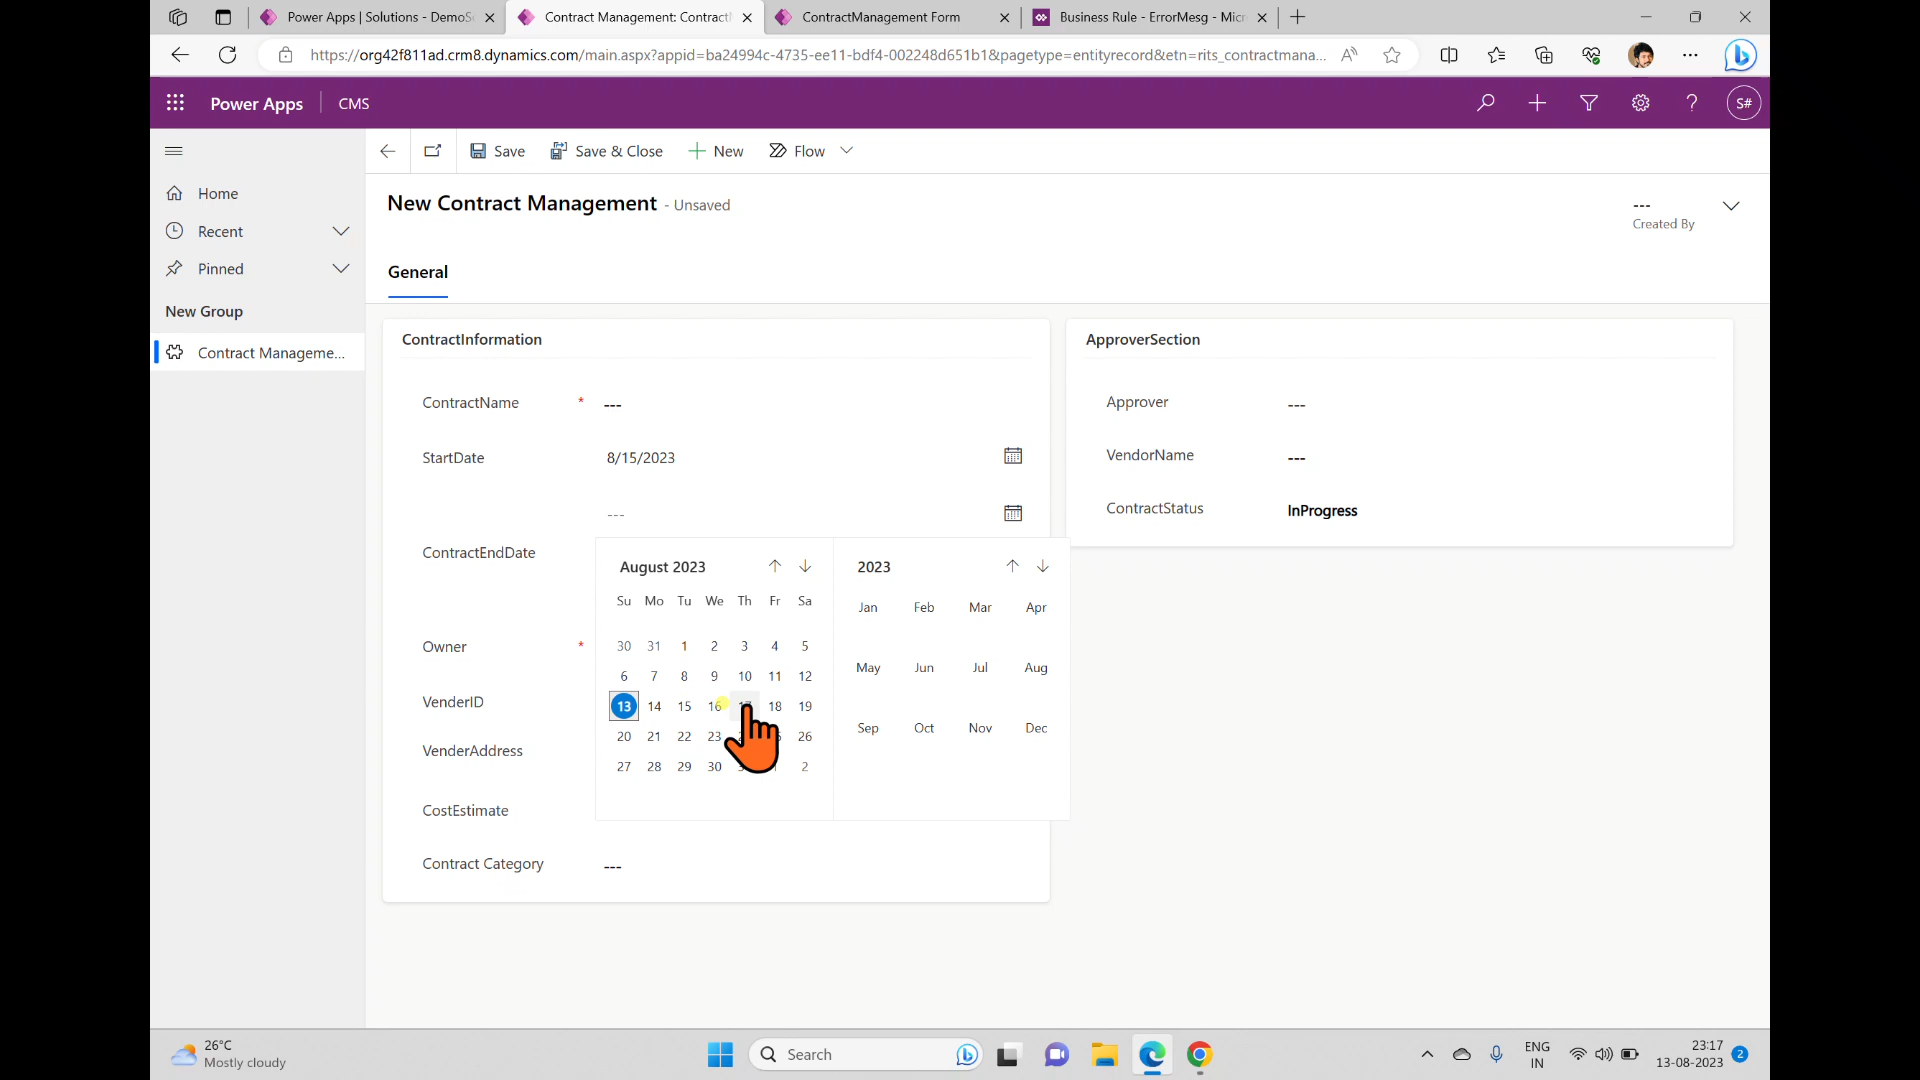 Power Apps | Solutions - DemoS
Contract Management: Contract
ContractManagement Form
Business Rule - ErrorMesg - Mic
https://org42f811ad.crm8.dynamics.com/main.aspx?appid=ba24994c-4735-ee11-bdf4-002248d651b1&pagetype=entityrecord&etn=rits_contractmana...
Power Apps
CMS
S#
Save
Save & Close
New
Flow
Home
Recent
Pinned
New Group
Contract Manageme...
New Contract Management - Unsaved
---
Created By
General
ContractInformation
ContractName * ---
StartDate 8/15/2023
---
ContractEndDate
Owner *
VenderID
VenderAddress
CostEstimate
Contract Category ---
August 2023
Su Mo Tu We Th Fr Sa
30 31 1 2 3 4 5
6 7 8 9 10 11 12
13 14 15 16 17 18 19
20 21 22 23 26
27 28 29 30 2
2023
Jan Feb Mar Apr
May Jun Jul Aug
Sep Oct Nov Dec
ApproverSection
Approver ---
VendorName ---
ContractStatus InProgress
26°C
Mostly cloudy
Search
ENG
IN
23:17
13-08-2023
2